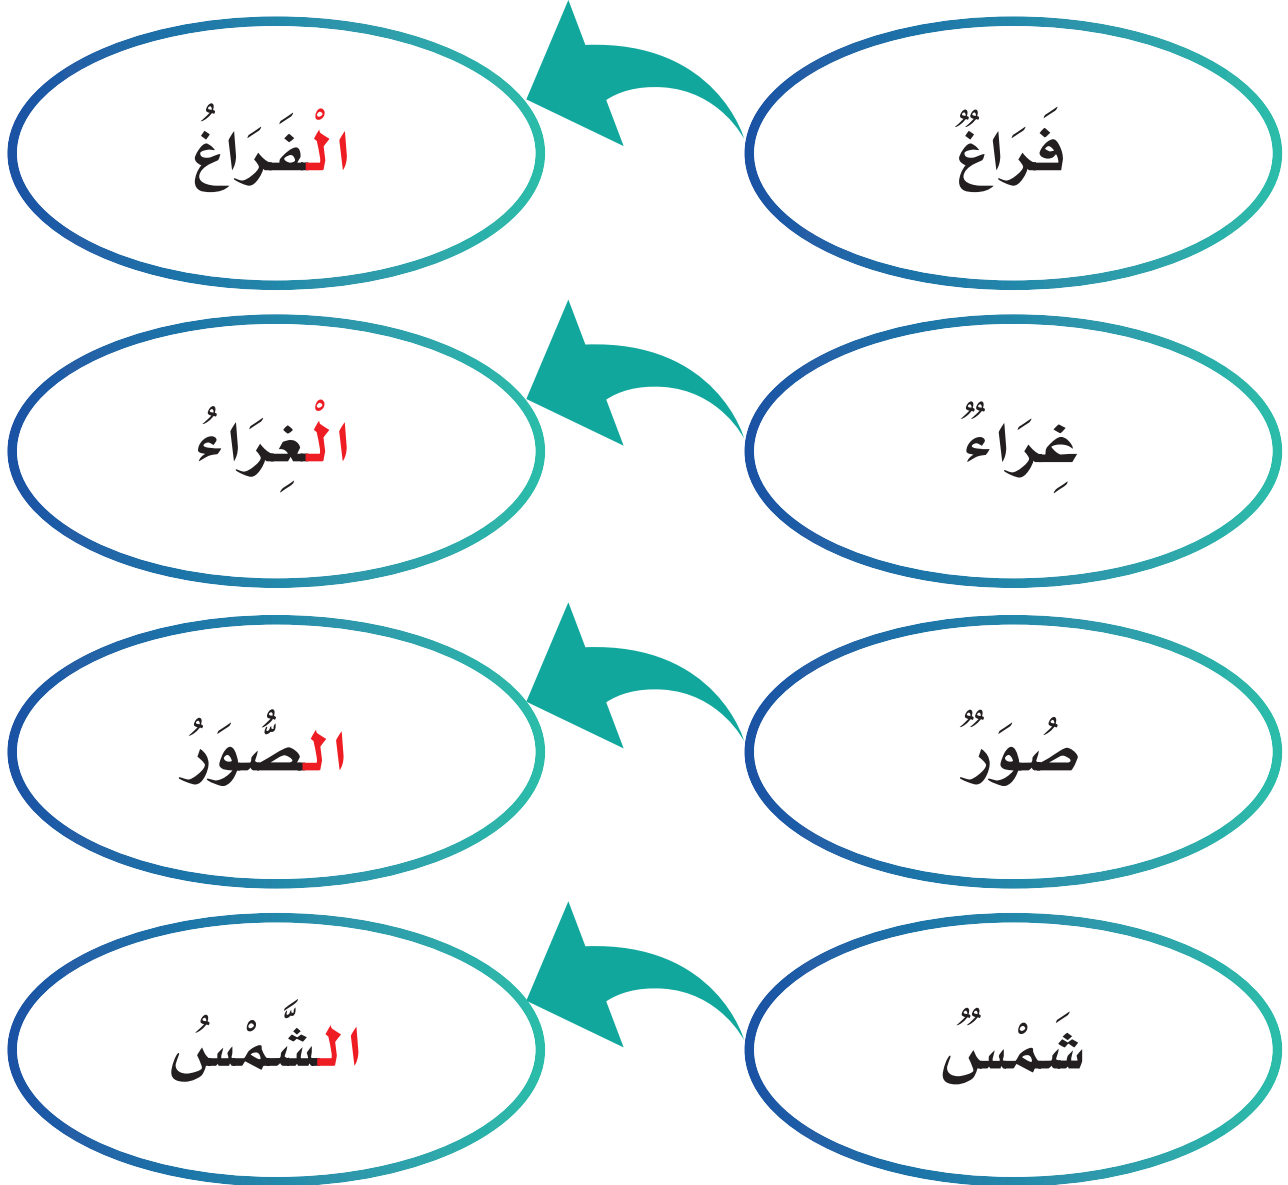 فَرَاغٌ الْفَرَاغُ
غِرَاءٌ الْغِرَاءُ
صُوَرٌ الصُّوَرُ
شَمْسٌ الشَّمْسُ